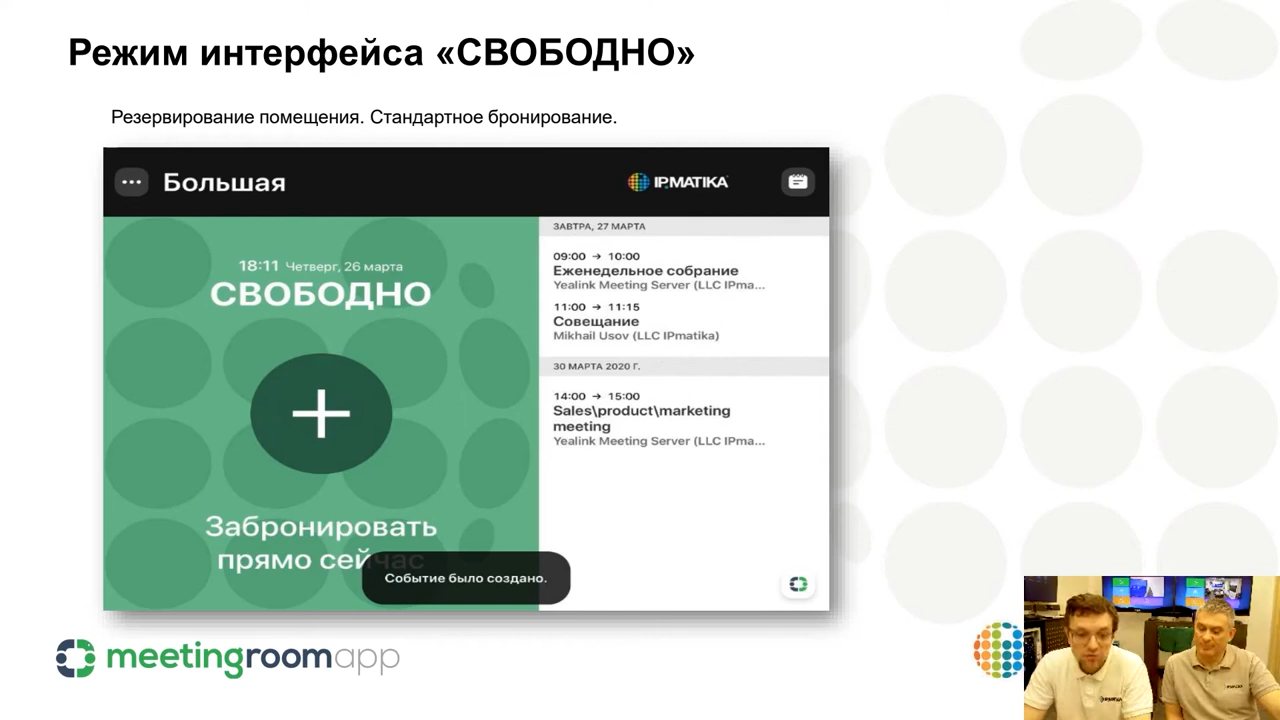 Режим интерфейса «СВОБОДНО»
Резервирование помещения. Стандартное бронирование.
Большая
IPMATIKA
18:11 Четверг, 26 марта
СВОБОДНО
Забронировать
прямо сейчас
Событие было создано.
ЗАВТРА, 27 МАРТА
09:00 → 10:00
Еженедельное собрание
Yealink Meeting Server (LLC IPma...
11:00 → 11:15
Совещание
Mikhail Usov (LLC IPmatika)
30 МАРТА 2020 Г.
14:00 → 15:00
Sales\product\marketing
meeting
Yealink Meeting Server (LLC IPma...
meetingroomapp